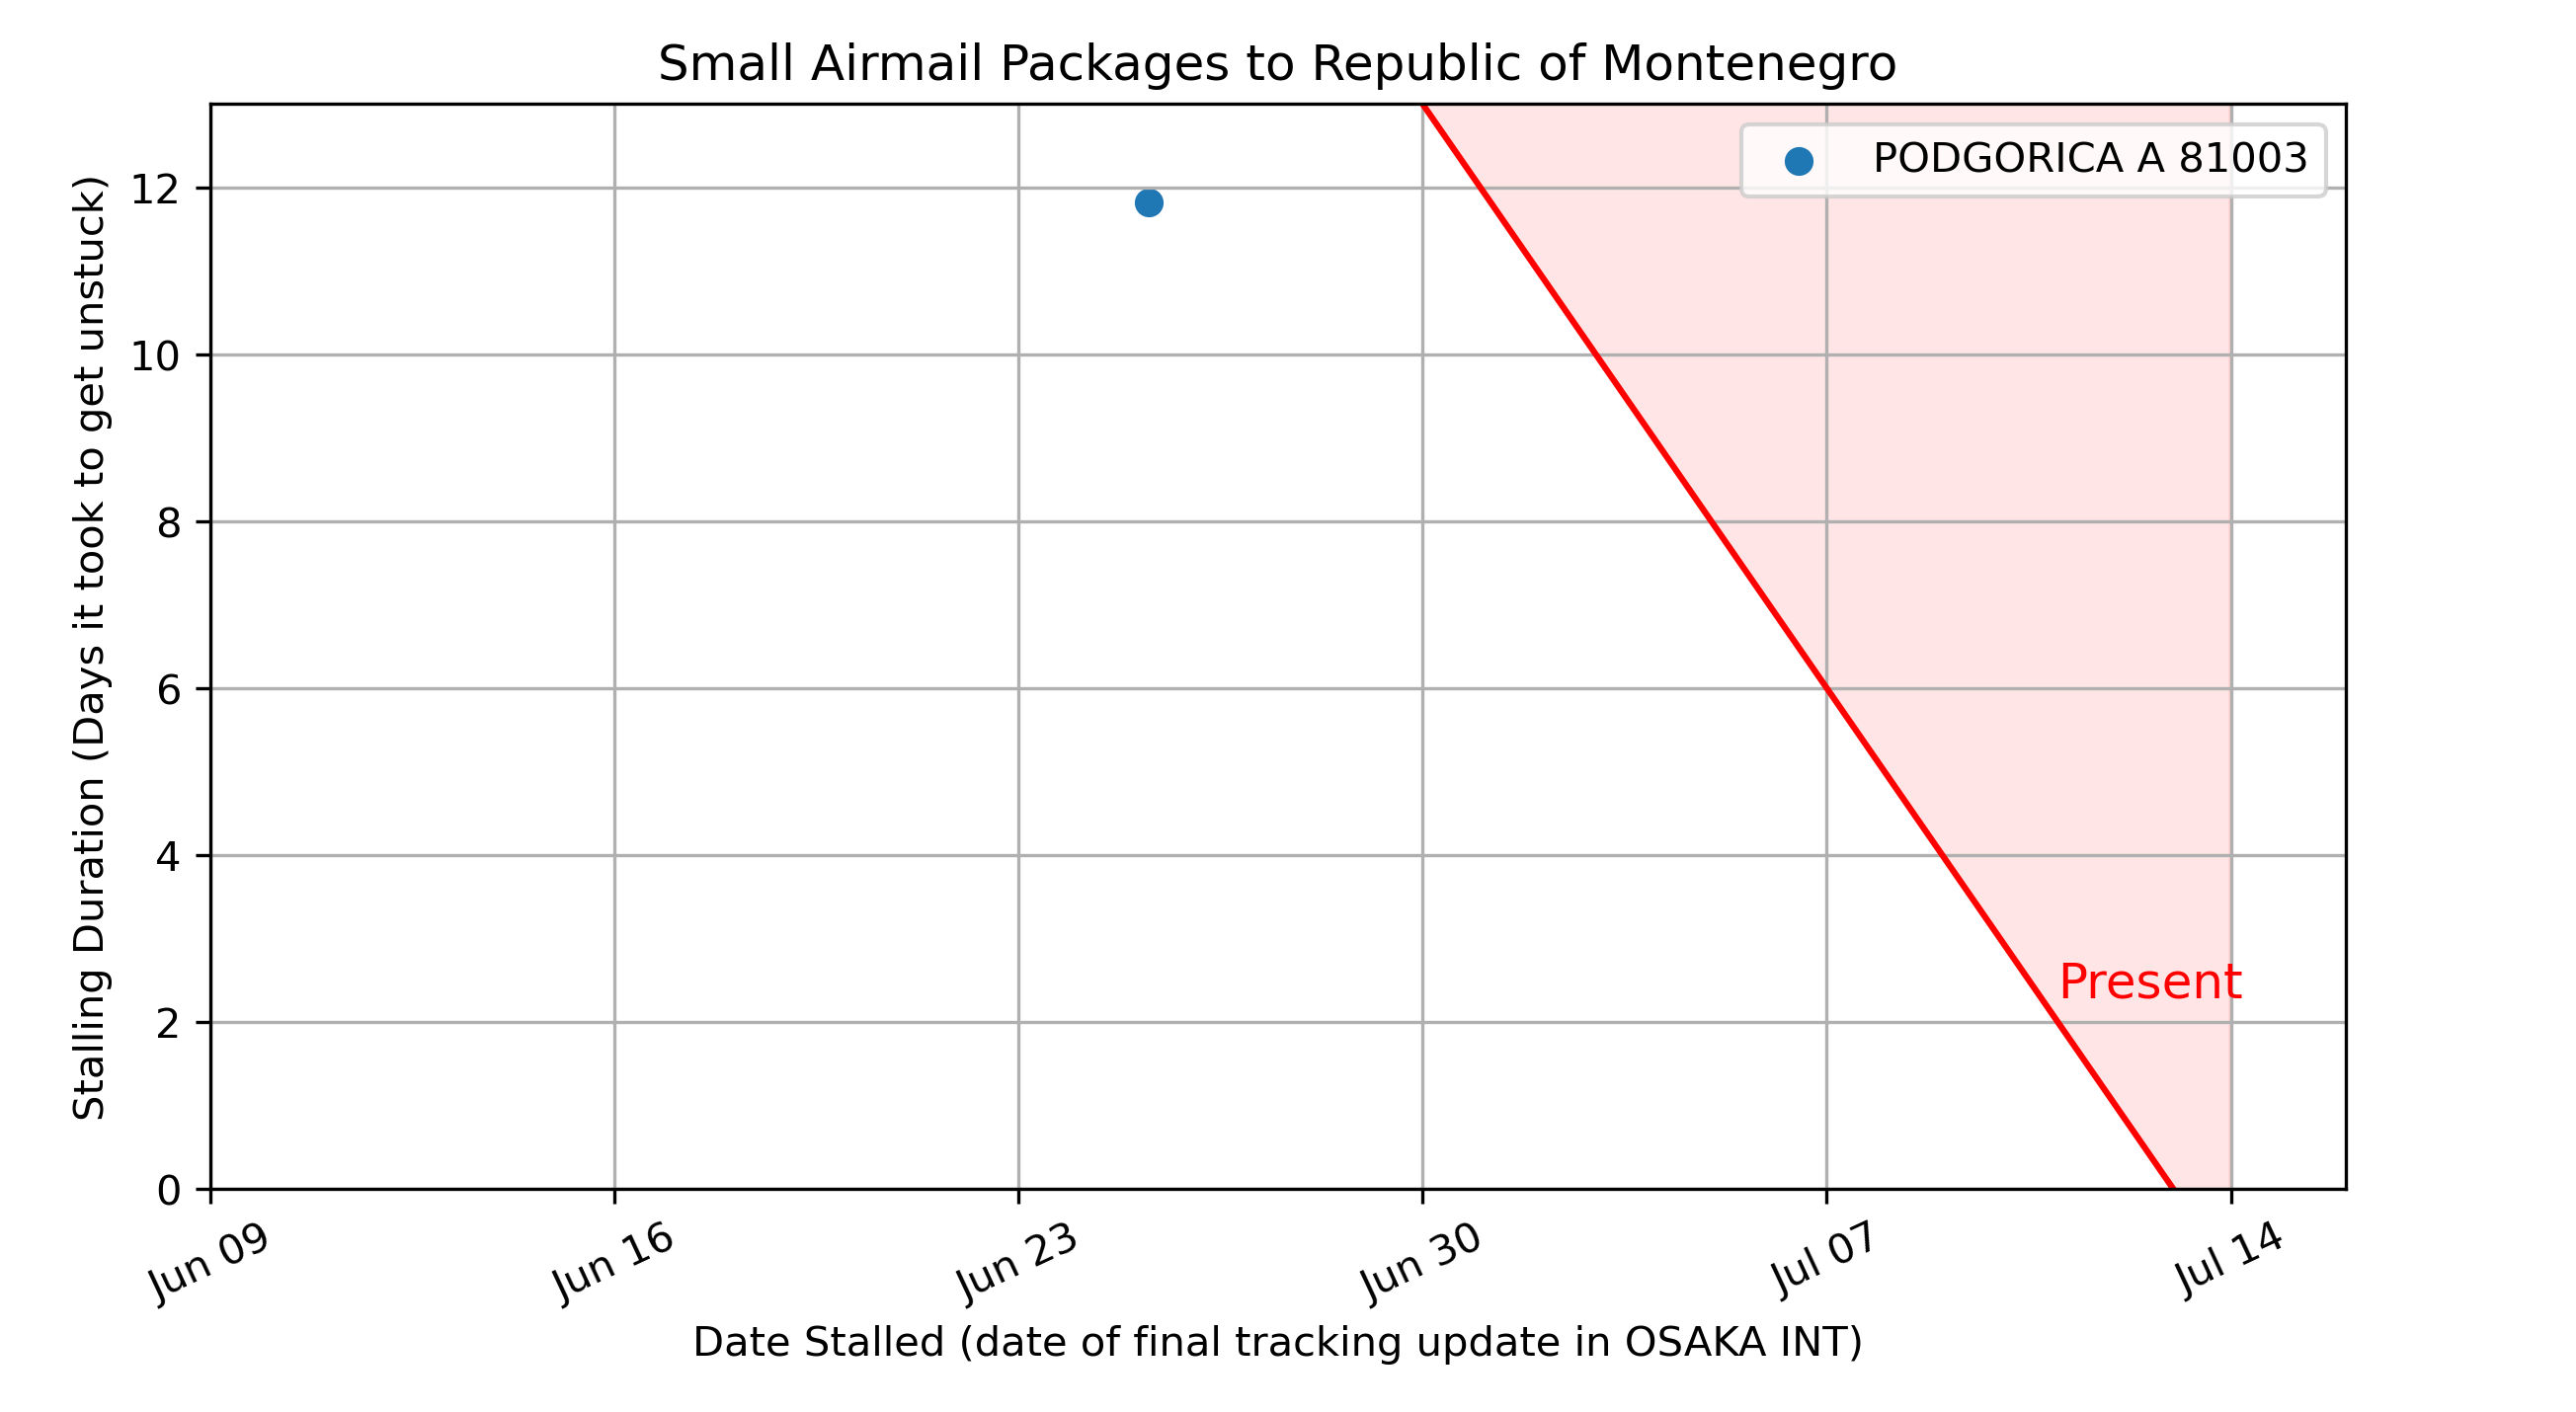 Small Airmail Packages to Republic of Montenegro
PODGORICA A 81003
Stalling Duration (Days it took to get unstuck)
12
10
8
6
4
2
0
Present
Jun 09
Jun 16
Jun 23
Jun 30
Jul 07
Jul 14
Date Stalled (date of final tracking update in OSAKA INT)